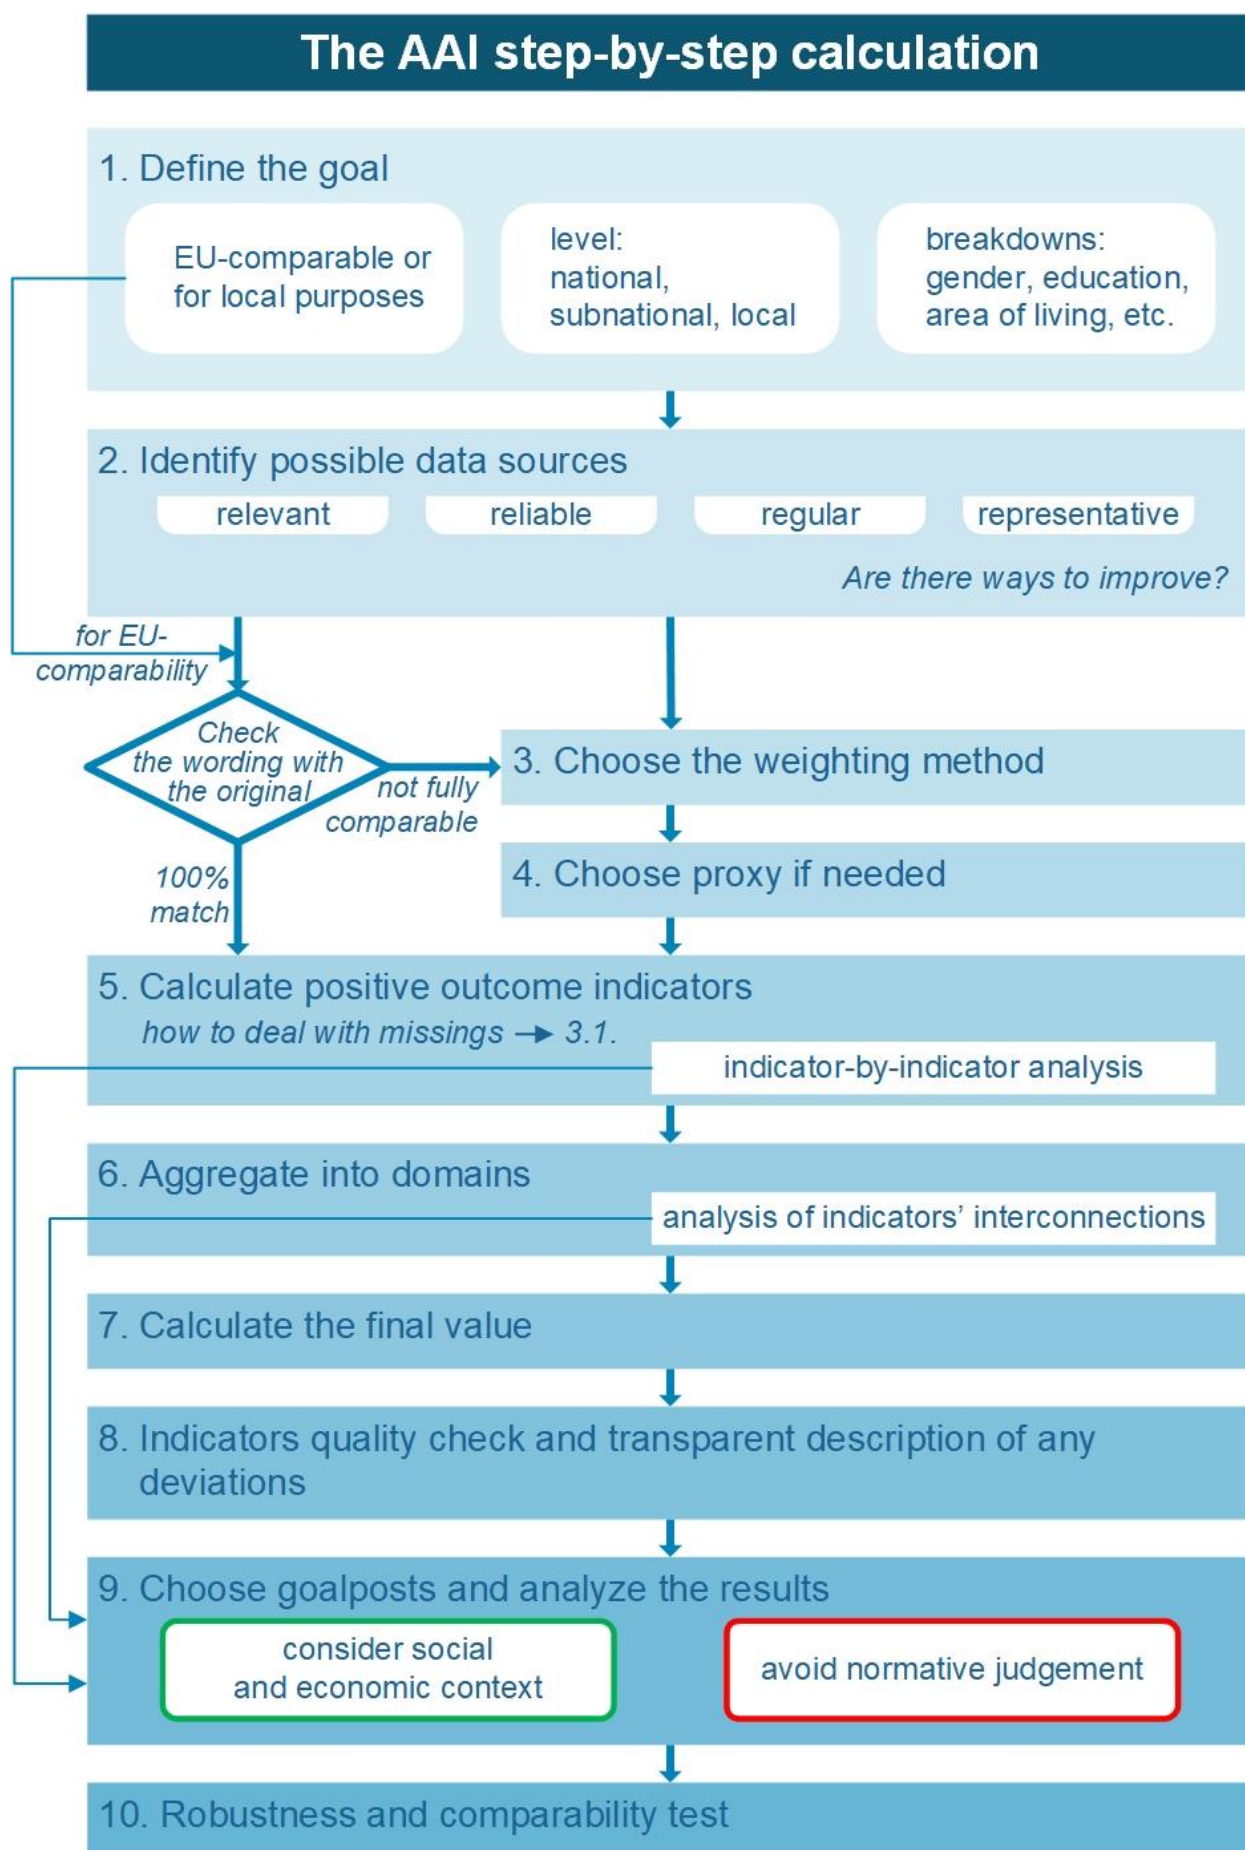 The AAI step-by-step calculation
1. Define the goal
EU-comparable or
for local purposes
level:
national,
subnational, local
breakdowns:
gender, education,
area of living, etc.
2. Identify possible data sources
relevant
reliable
regular
representative
Are there ways to improve?
for EU-
comparability
Check
the wording with
the original
not fully
comparable
100%
match
3. Choose the weighting method
4. Choose proxy if needed
5. Calculate positive outcome indicators
how to deal with missings → 3.1.
indicator-by-indicator analysis
6. Aggregate into domains
analysis of indicators’ interconnections
7. Calculate the final value
8. Indicators quality check and transparent description of any
deviations
9. Choose goalposts and analyze the results
consider social
and economic context
avoid normative judgement
10. Robustness and comparability test